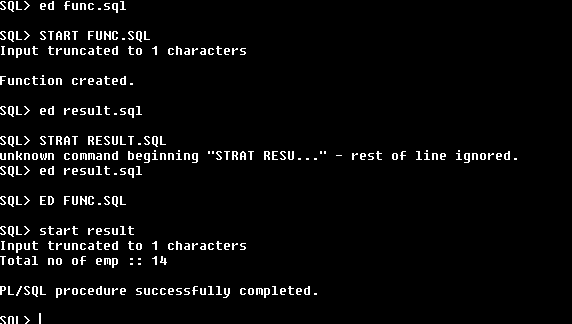 SQL> ed func.sql
SQL> START FUNC.SQL
Input truncated to 1 characters
Function created.
SQL> ed result.sql
SQL> STRAT RESULT.SQL
unknown command beginning "STRAT RESU..." - rest of line ignored.
SQL> ed result.sql
SQL> ED FUNC.SQL
SQL> start result
Input truncated to 1 characters
Total no of emp :: 14
PL/SQL procedure successfully completed.
SQL>